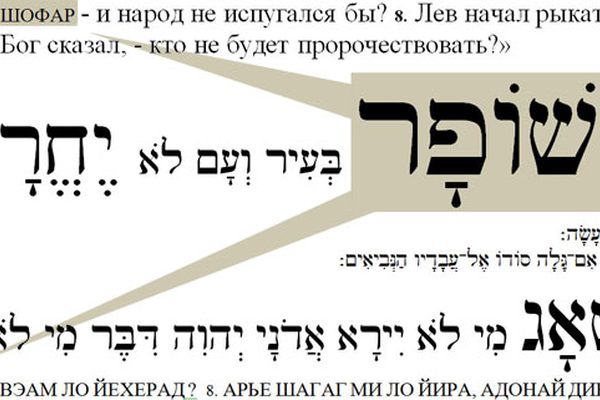 ШОФАР - и народ не испугался бы? 8. Лев начал рыкат
Бог сказал, - кто не будет пророчествовать?»
שׁוֹפָר בְּעִיר וְעָם לֹא יֶחֱרָ
עָשָׂה:
אִם־גָּלָה סוֹדוֹ אֶל־עֲבָדָיו הַנְּבִיאִים:
שָׁאָג מִי לֹא יִירָא אֲדֹנָי יְהוִה דִּבֶּר מִי לֹא
ВЭАМ ЛО ЙЕХЕРАД? 8. АРЬЕ ШАГАГ МИ ЛО ЙИРА, АДОНАЙ ДИ